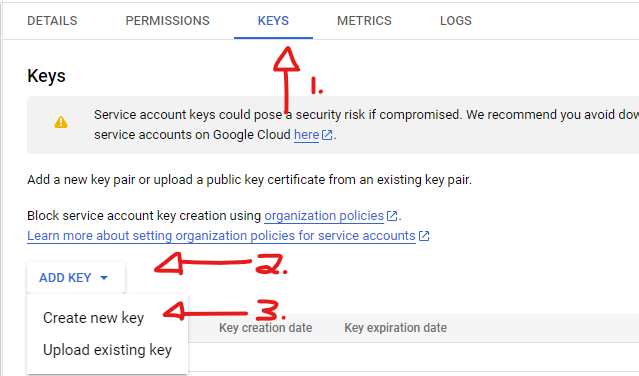 DETAILS PERMISSIONS KEYS METRICS LOGS
1.
Keys
Service account keys could pose a security risk if compromised. We recommend you avoid dow
service accounts on Google Cloud here.
Add a new key pair or upload a public key certificate from an existing key pair.
Block service account key creation using organization policies.
Learn more about setting organization policies for service accounts
2.
ADD KEY
Create new key 3.
Key creation date Key expiration date
Upload existing key